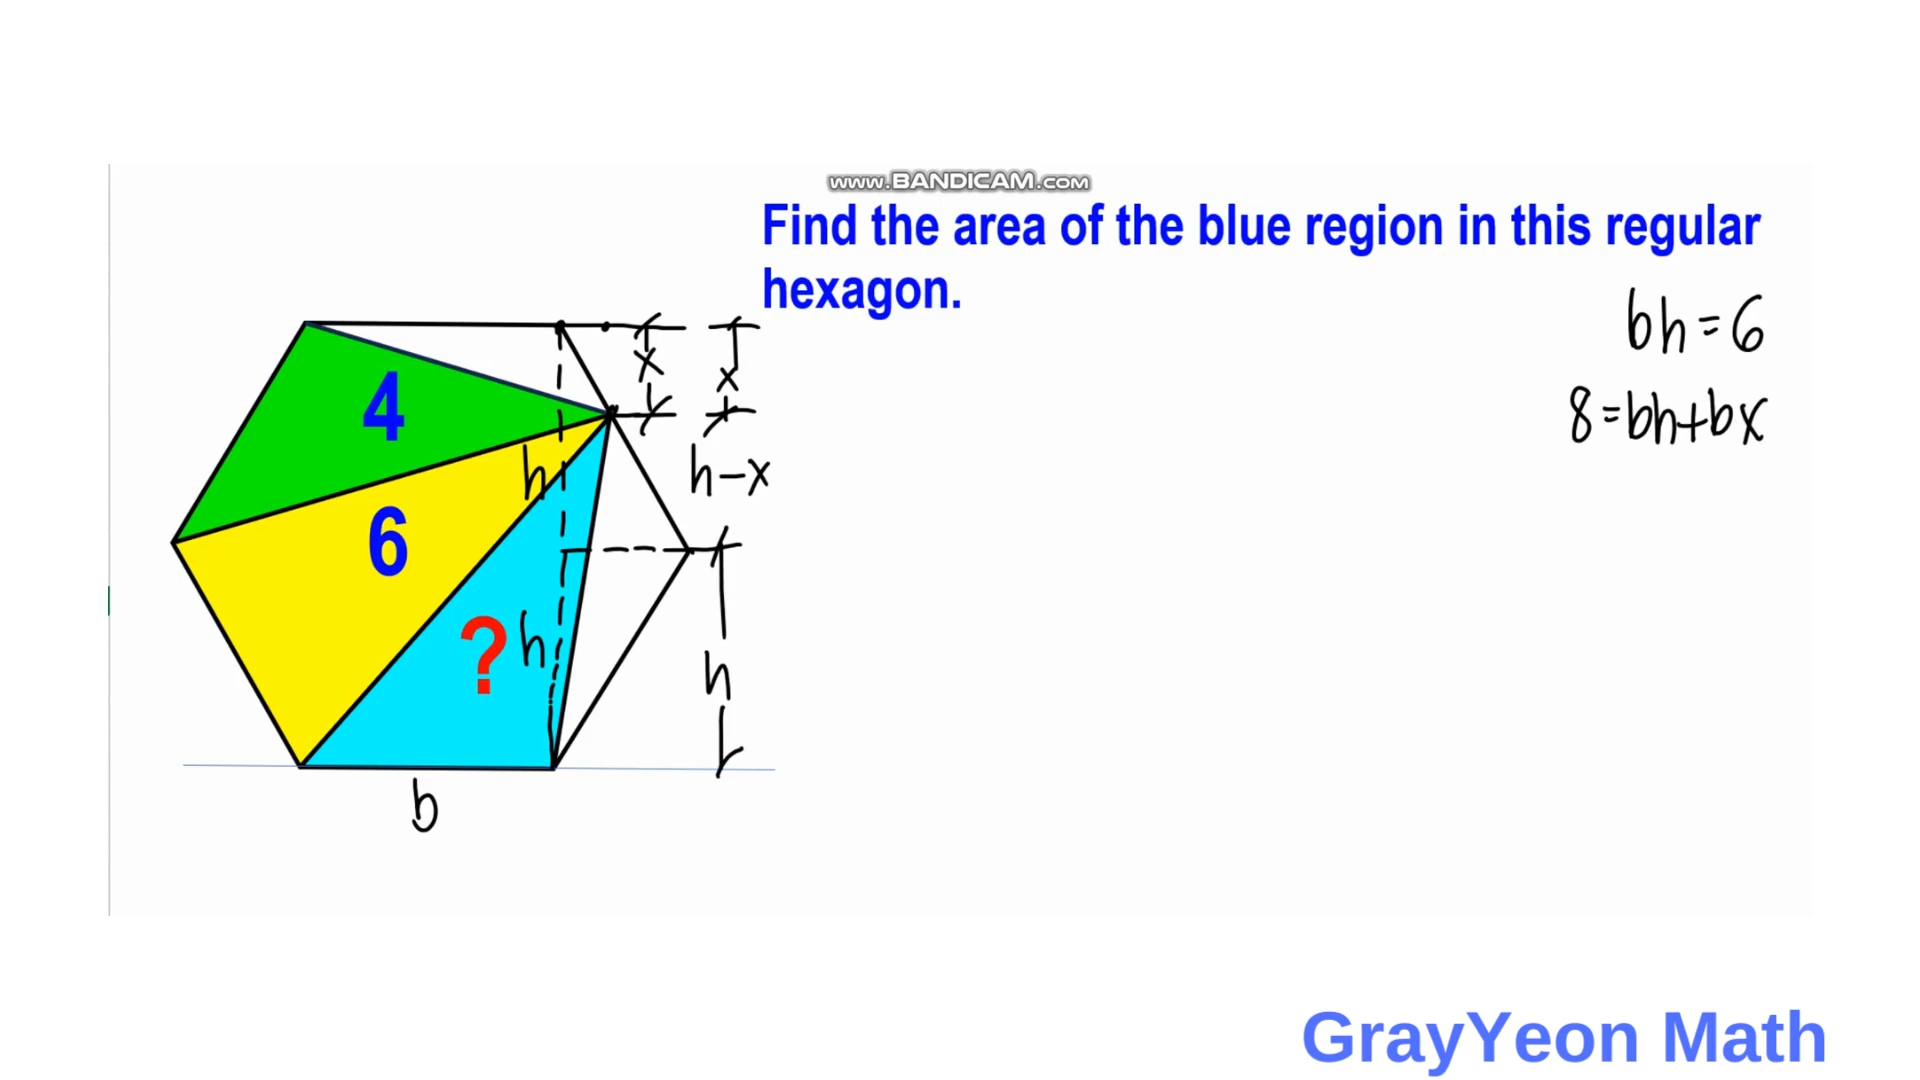 www.BANDICAM.com
Find the area of the blue region in this regular
hexagon.
bh=6
8=bh+bx
4
6
?
x
x
h-x
h
h
h
b
GrayYeon Math